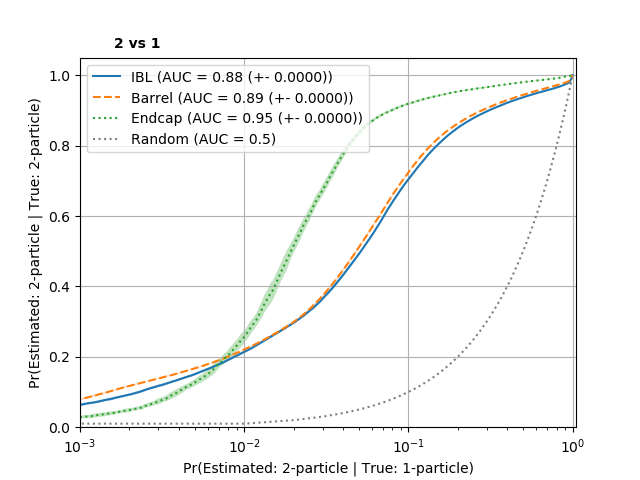 2 vs 1
IBL (AUC = 0.88 (+- 0.0000))
Barrel (AUC = 0.89 (+- 0.0000))
Endcap (AUC = 0.95 (+- 0.0000))
Random (AUC = 0.5)
Pr(Estimated: 2-particle | True: 2-particle)
1.0
0.8
0.6
0.4
0.2
0.0
10⁻³ 10⁻² 10⁻¹ 10⁰
Pr(Estimated: 2-particle | True: 1-particle)